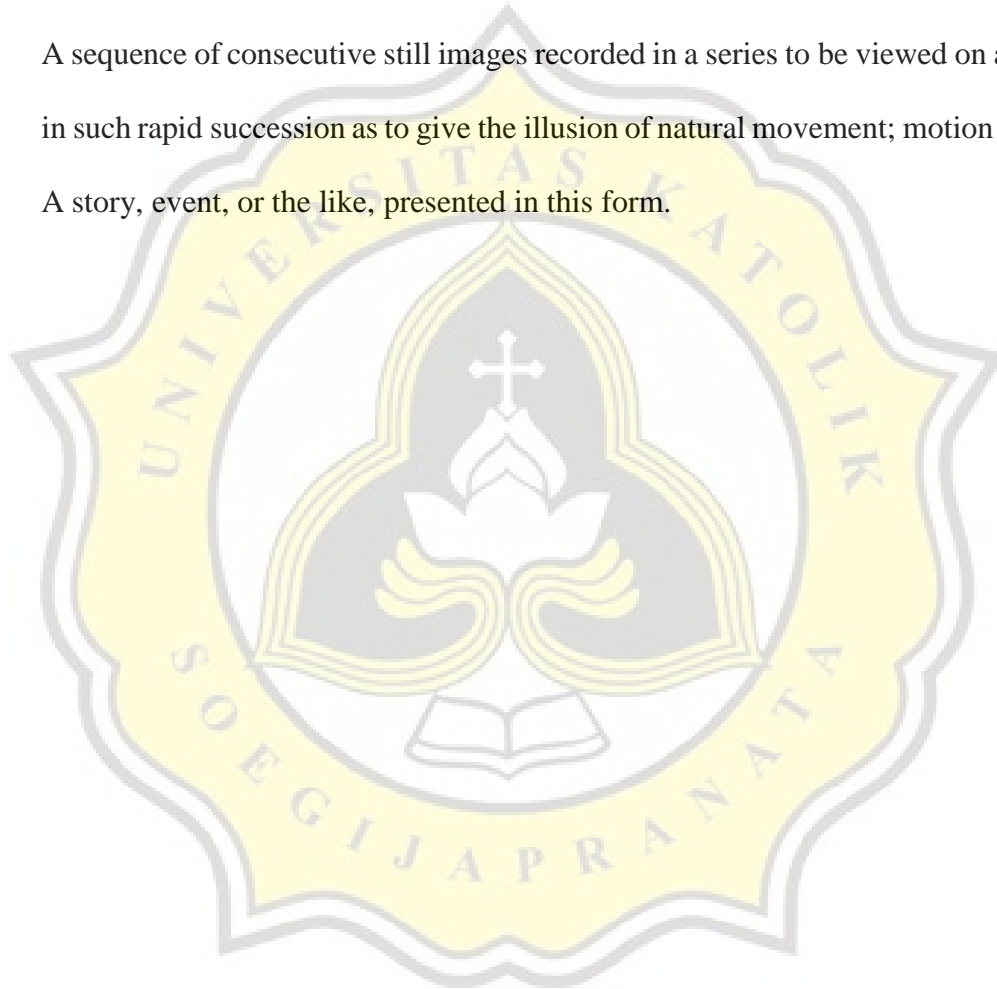 A sequence of consecutive still images recorded in a series to be viewed on a
in such rapid succession as to give the illusion of natural movement; motion
A story, event, or the like, presented in this form.
UNIVERSITAS KATOLIK
SOEGIJAPRANATA